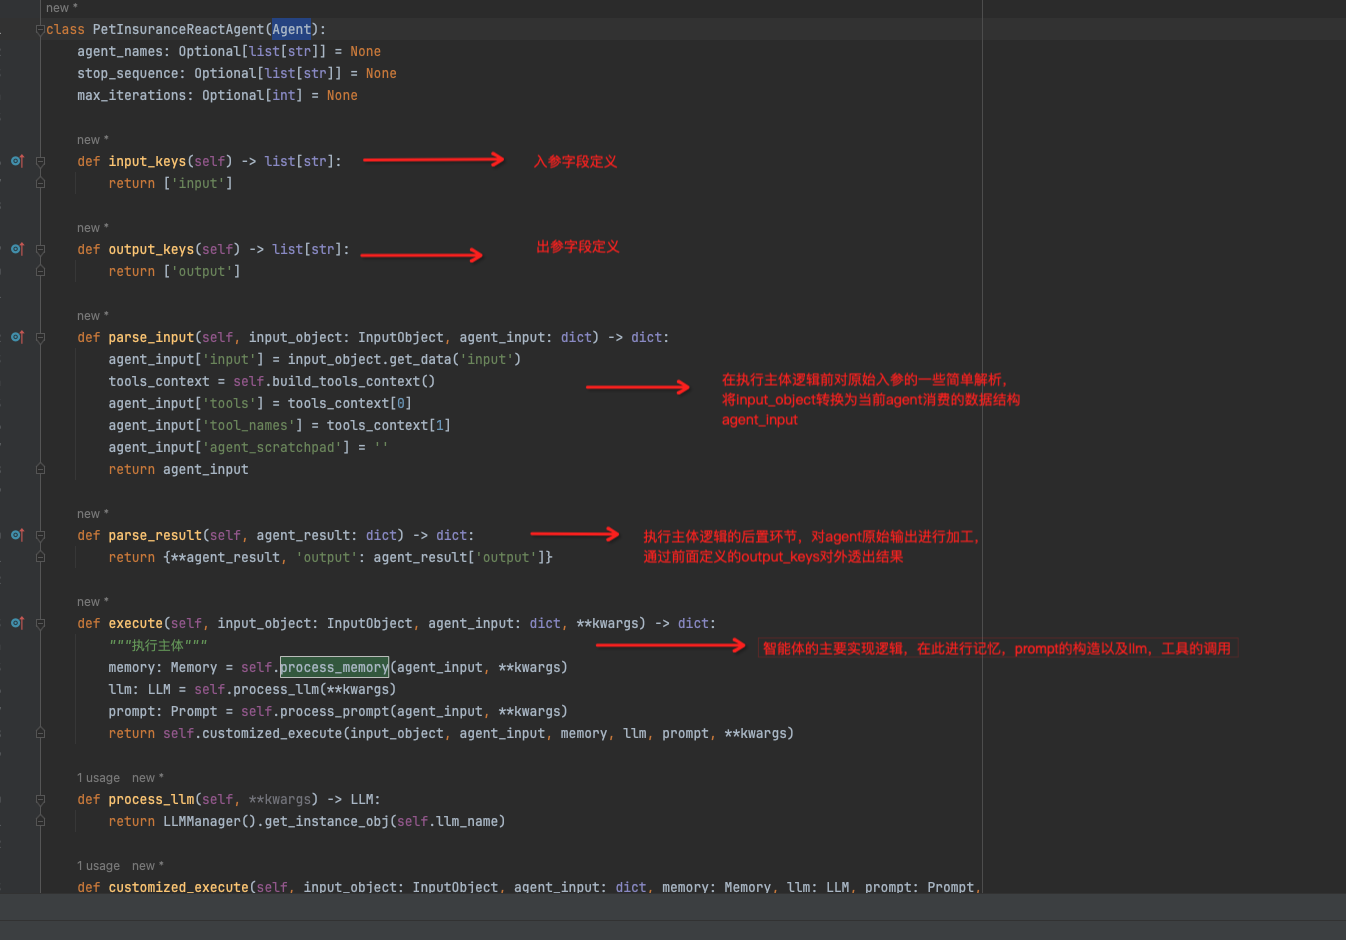 new *
class PetInsuranceReactAgent(Agent):
agent_names: Optional[list[str]] = None
stop_sequence: Optional[list[str]] = None
max_iterations: Optional[int] = None
new *
def input_keys(self) -> list[str]: 入参字段定义
return ['input']
new *
def output_keys(self) -> list[str]: 出参字段定义
return ['output']
new *
def parse_input(self, input_object: InputObject, agent_input: dict) -> dict:
agent_input['input'] = input_object.get_data('input')
tools_context = self.build_tools_context()
agent_input['tools'] = tools_context[0]
agent_input['tool_names'] = tools_context[1]
agent_input['agent_scratchpad'] = ''
return agent_input
在执行主体逻辑前对原始入参的一些简单解析，
将input_object转换为当前agent消费的数据结构
agent_input
new *
def parse_result(self, agent_result: dict) -> dict:
return {**agent_result, 'output': agent_result['output']}
执行主体逻辑的后置环节，对agent原始输出进行加工，
通过前面定义的output_keys对外透出结果
new *
def execute(self, input_object: InputObject, agent_input: dict, **kwargs) -> dict:
"""执行主体"""
智能体的主要实现逻辑，在此进行记忆，prompt的构造以及llm，工具的调用
memory: Memory = self.process_memory(agent_input, **kwargs)
llm: LLM = self.process_llm(**kwargs)
prompt: Prompt = self.process_prompt(agent_input, **kwargs)
return self.customized_execute(input_object, agent_input, memory, llm, prompt, **kwargs)
1 usage new *
def process_llm(self, **kwargs) -> LLM:
return LLMManager().get_instance_obj(self.llm_name)
1 usage new *
def customized_execute(self, input_object: InputObject, agent_input: dict, memory: Memory, llm: LLM, prompt: Prompt,